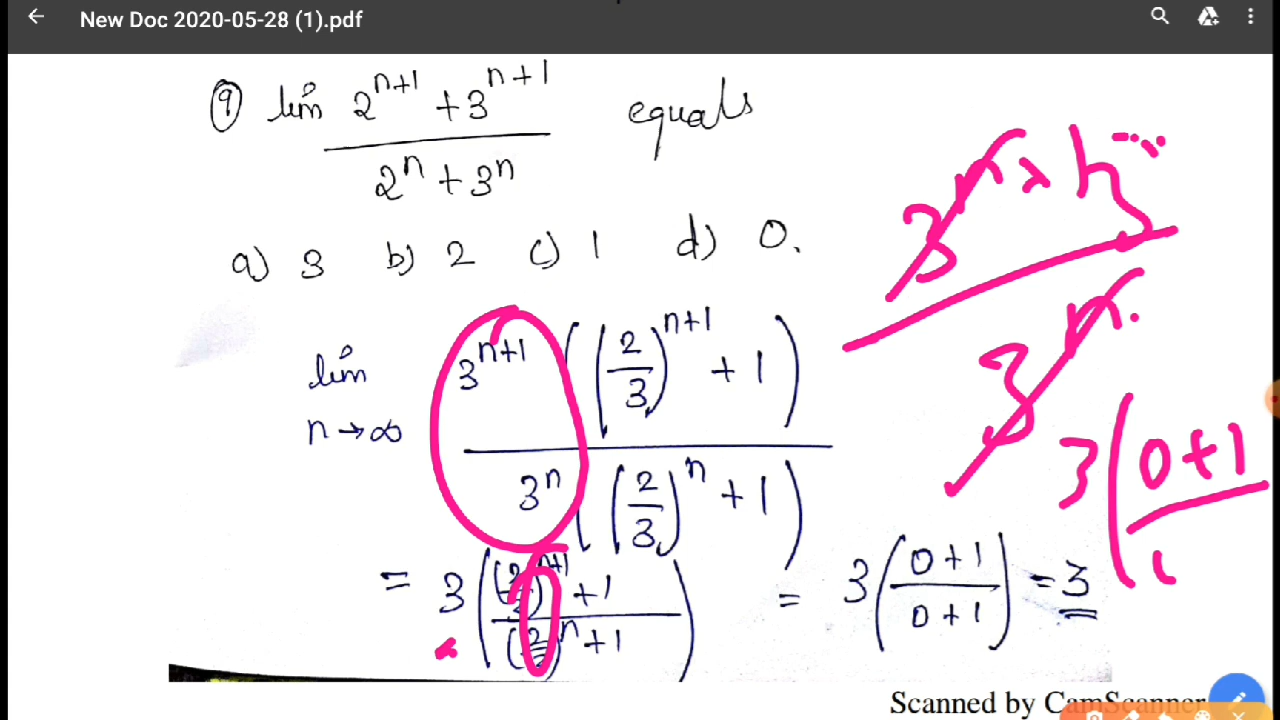 New Doc 2020-05-28 (1).pdf
⑨ lim (2^{n+1} + 3^{n+1}) / (2^n + 3^n) equals
a) 3 b) 2 c) 1 d) 0.
lim n→∞ 3^{n+1} ((2/3)^{n+1} + 1) / 3^n ((2/3)^n + 1)
= 3 (((2/3)^{n+1} + 1) / ((2/3)^n + 1)) = 3 ((0+1) / (0+1)) = 3
3^n × 3
3^n
3 (0+1
Scanned by CamScanner